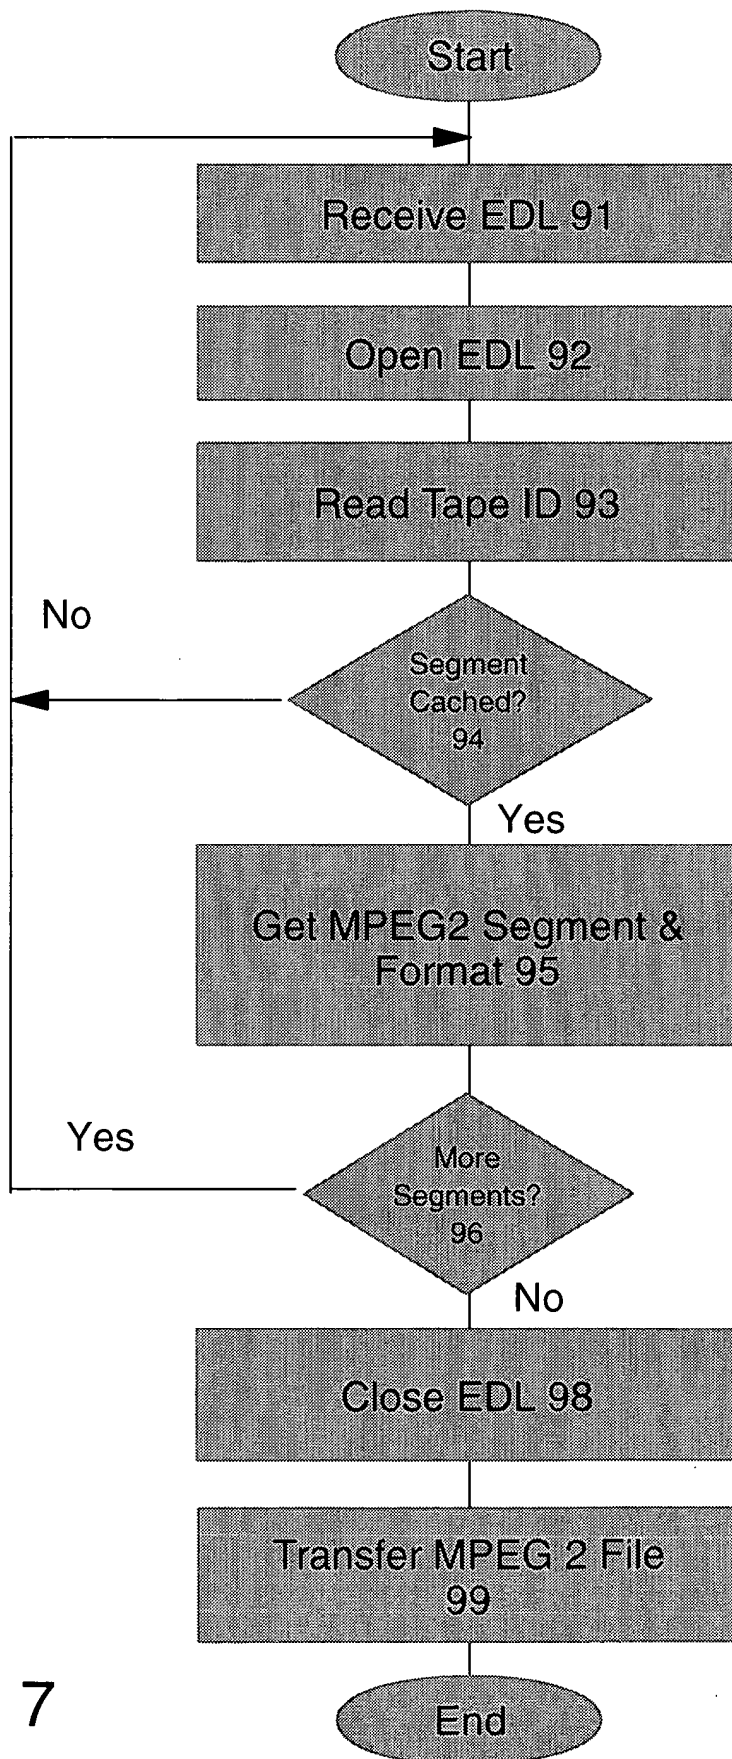 Start
Receive EDL 91
Open EDL 92
Read Tape ID 93
No
Segment
Cached?
94
Yes
Get MPEG2 Segment &
Format 95
Yes
More
Segments?
96
No
Close EDL 98
Transfer MPEG 2 File
99
7
End